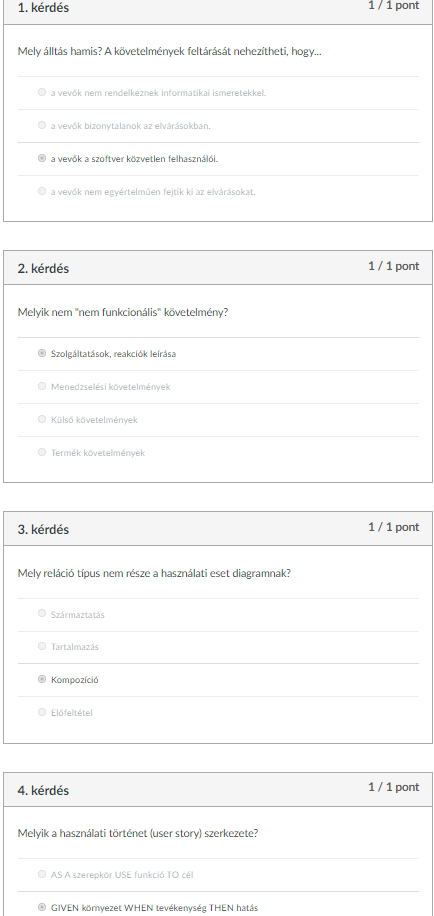 1. kérdés
1 / 1 pont
Mely álltás hamis? A követelmények feltárását nehezítheti, hogy...
a vevők nem rendelkeznek informatikai ismeretekkel.
a vevők bizonytalanok az elvárásokban.
a vevők a szoftver közvetlen felhasználói.
a vevők nem egyértelműen fejtik ki az elvárásokat.
2. kérdés
1 / 1 pont
Melyik nem "nem funkcionális" követelmény?
Szolgáltatások, reakciók leírása
Menedzselési követelmények
Külső követelmények
Termék követelmények
3. kérdés
1 / 1 pont
Mely reláció típus nem része a használati eset diagramnak?
Származtatás
Tartalmazás
Kompozíció
Előfeltétel
4. kérdés
1 / 1 pont
Melyik a használati történet (user story) szerkezete?
AS A szerepkör USE funkció TO cél
GIVEN környezet WHEN tevékenység THEN hatás